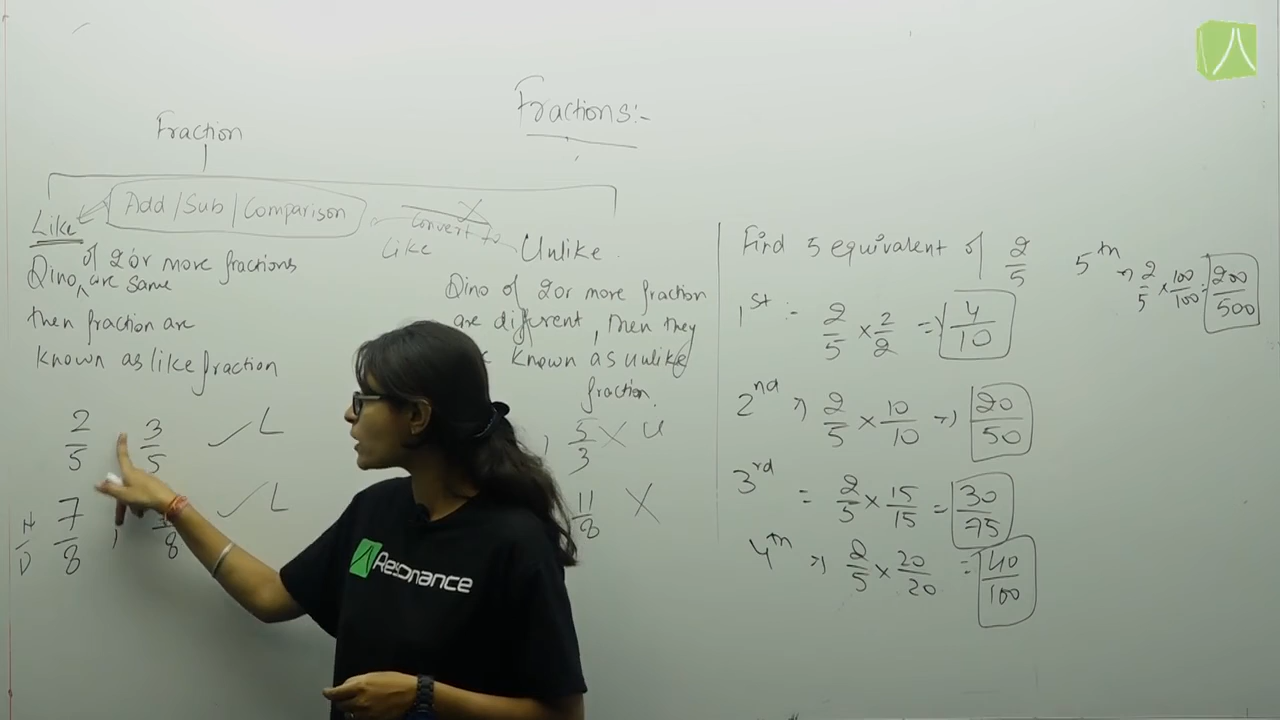 Fractions:-
Fraction
Add/Sub/Comparison
Like
convert to
Like
Unlike.
of 2 or more fractions
Dino are same
then fraction are
known as like fraction
2/5 , 3/5 L
N/D 7/8 , /8 L
Dino of 2 or more fraction
are different, then they
known as unlike
fraction.
, 5/3 X U
11/8 X
Find 5 equivalent of 2/5
1st :- 2/5 × 2/2 = 4/10
2nd → 2/5 × 10/10 → 20/50
3rd = 2/5 × 15/15 = 30/75
4th → 2/5 × 20/20 = 40/100
5th → 2/5 × 100/100 = 200/500
Resonance